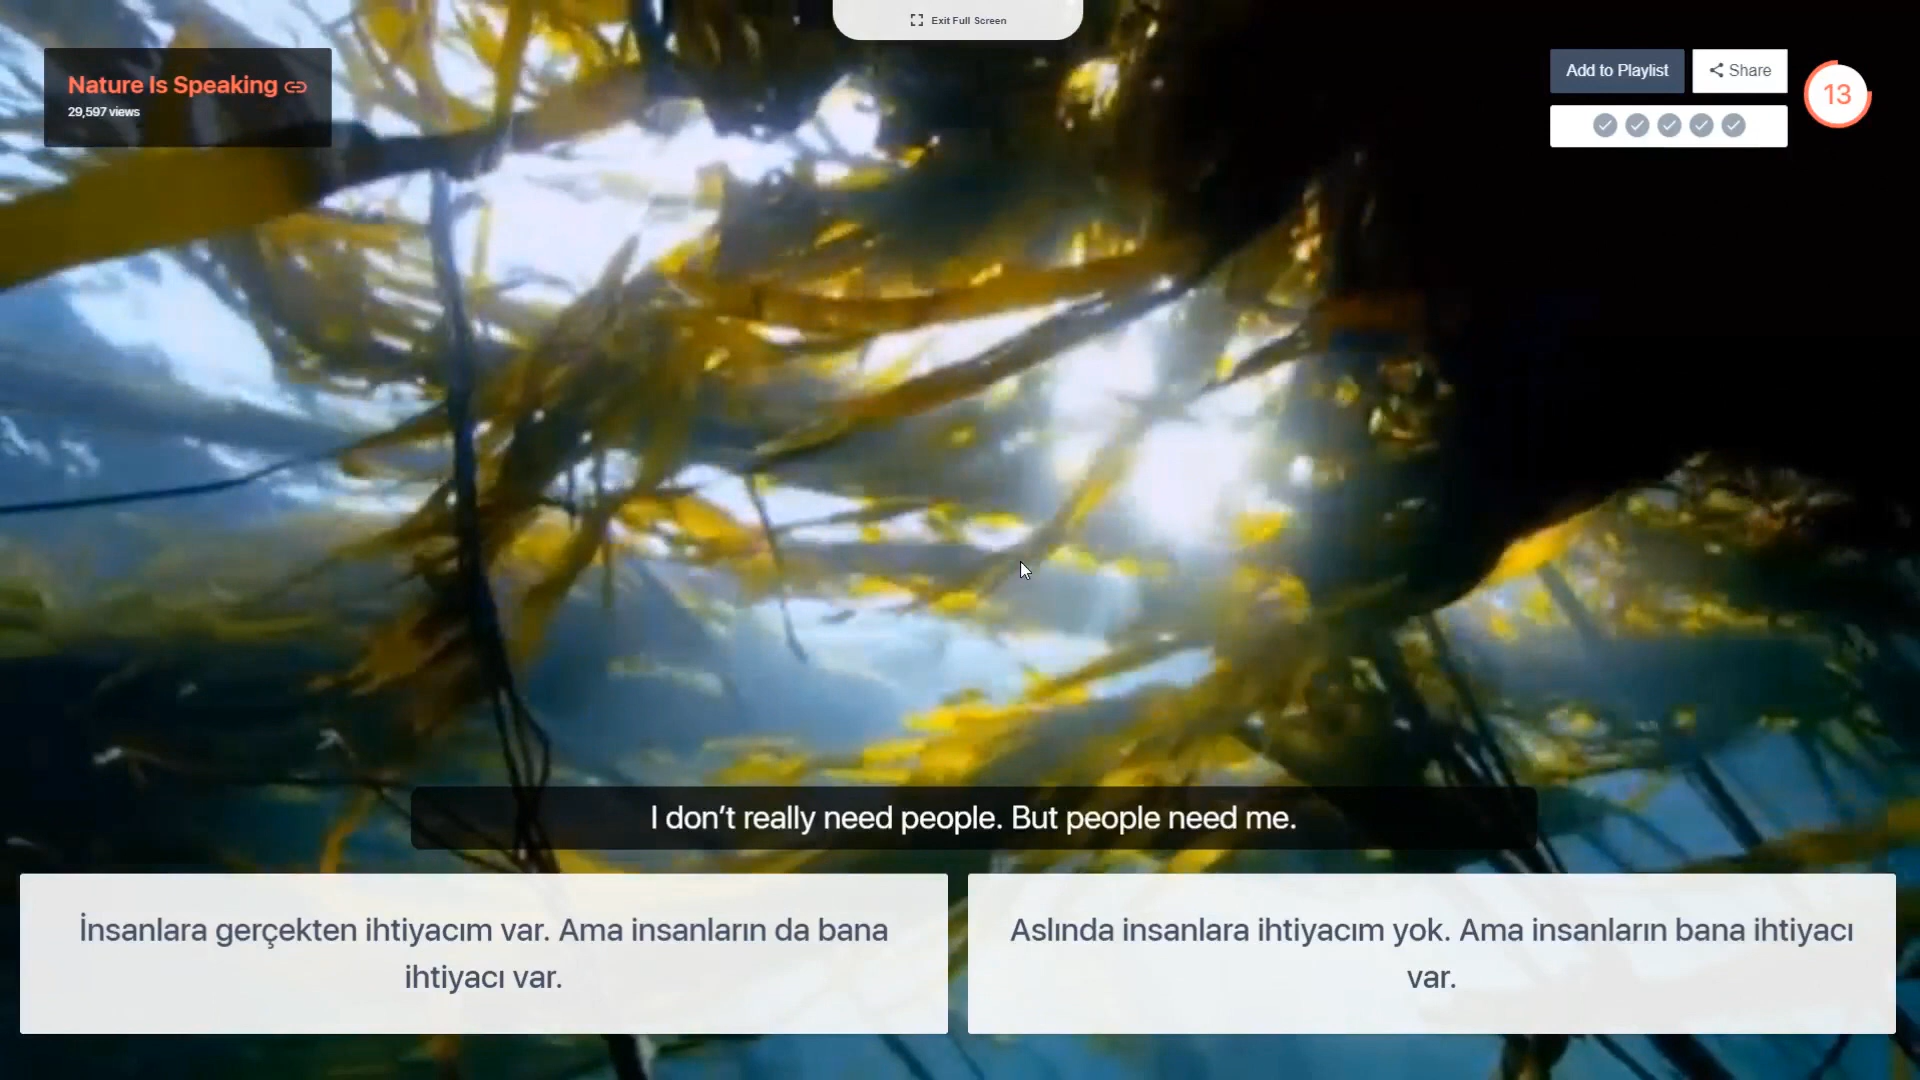 Exit Full Screen
Nature Is Speaking
29,597 views
Add to Playlist
Share
13
I don't really need people. But people need me.
İnsanlara gerçekten ihtiyacım var. Ama insanların da bana
ihtiyacı var.
Aslında insanlara ihtiyacım yok. Ama insanların bana ihtiyacı
var.